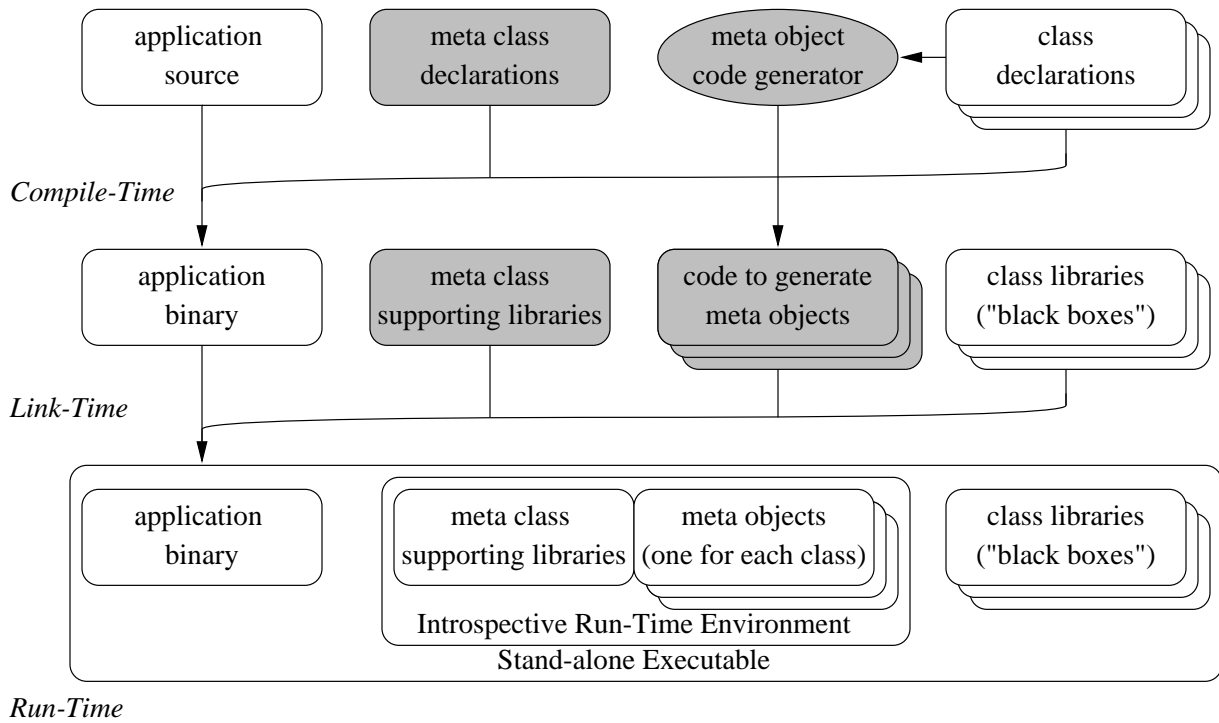 application
source
meta class
declarations
meta object
code generator
class
declarations
Compile-Time
application
binary
meta class
supporting libraries
code to generate
meta objects
class libraries
("black boxes")
Link-Time
application
binary
meta class
supporting libraries
meta objects
(one for each class)
class libraries
("black boxes")
Introspective Run-Time Environment
Stand-alone Executable
Run-Time